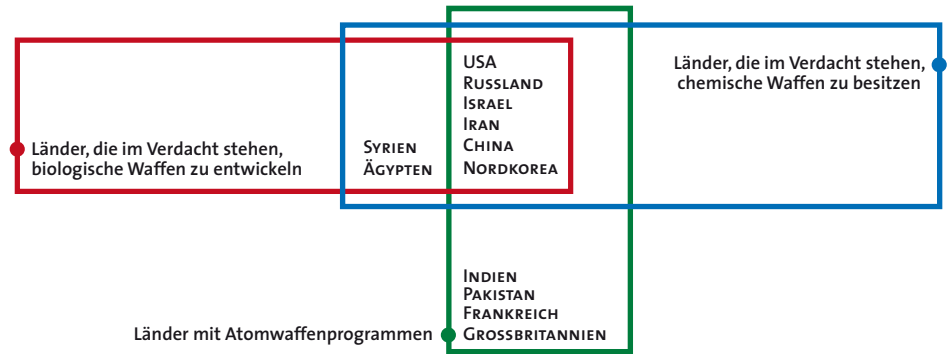 USA
RUSSLAND
ISRAEL
IRAN
CHINA
NORDKOREA
Länder, die im Verdacht stehen,
chemische Waffen zu besitzen
SYRIEN
ÄGYPTEN
Länder, die im Verdacht stehen,
biologische Waffen zu entwickeln
INDIEN
PAKISTAN
FRANKREICH
GROSSBRITANNIEN
Länder mit Atomwaffenprogrammen